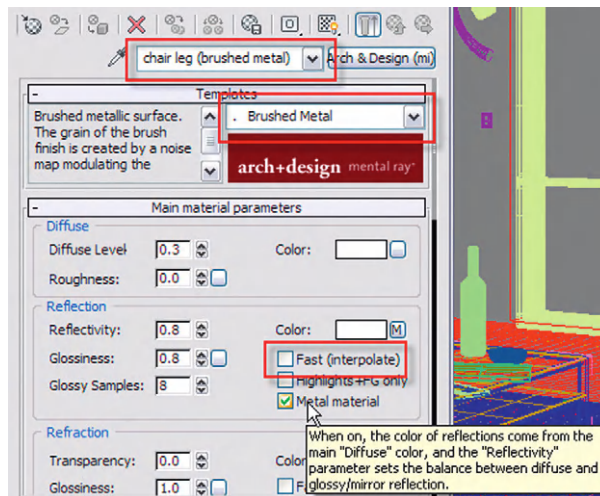 chair leg (brushed metal)
Arch & Design (mi)
- Templates
Brushed metallic surface.
The grain of the brush
finish is created by a noise
map modulating the
. Brushed Metal
arch+design mental ray
- Main material parameters
Diffuse
Diffuse Level 0.3 Color:
Roughness: 0.0
Reflection
Reflectivity: 0.8 Color: M
Glossiness: 0.8 Fast (interpolate)
Glossy Samples: 8 Highlights+FG only
Metal material
Refraction
Transparency: 0.0 Color
Glossiness: 1.0
When on, the color of reflections come from the
main "Diffuse" color, and the "Reflectivity"
parameter sets the balance between diffuse and
glossy/mirror reflection.